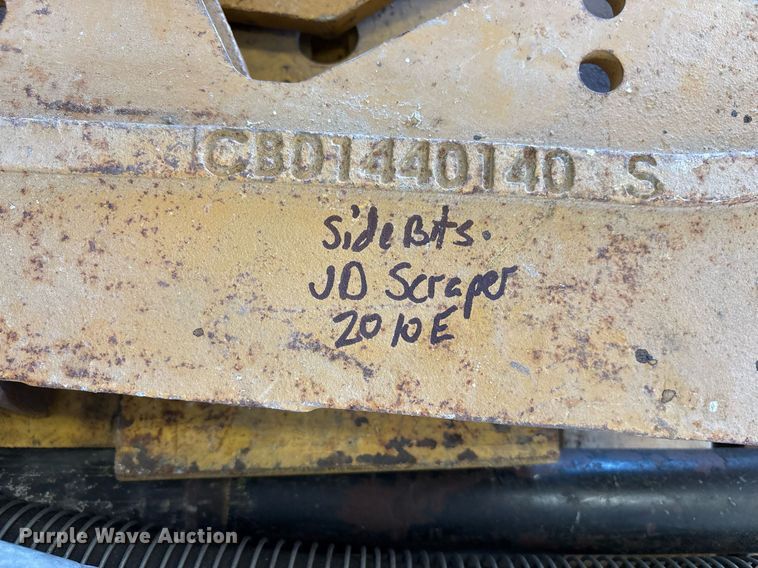 CB01440140 S
Side Bits.
JD Scraper
2010E
Purple Wave Auction